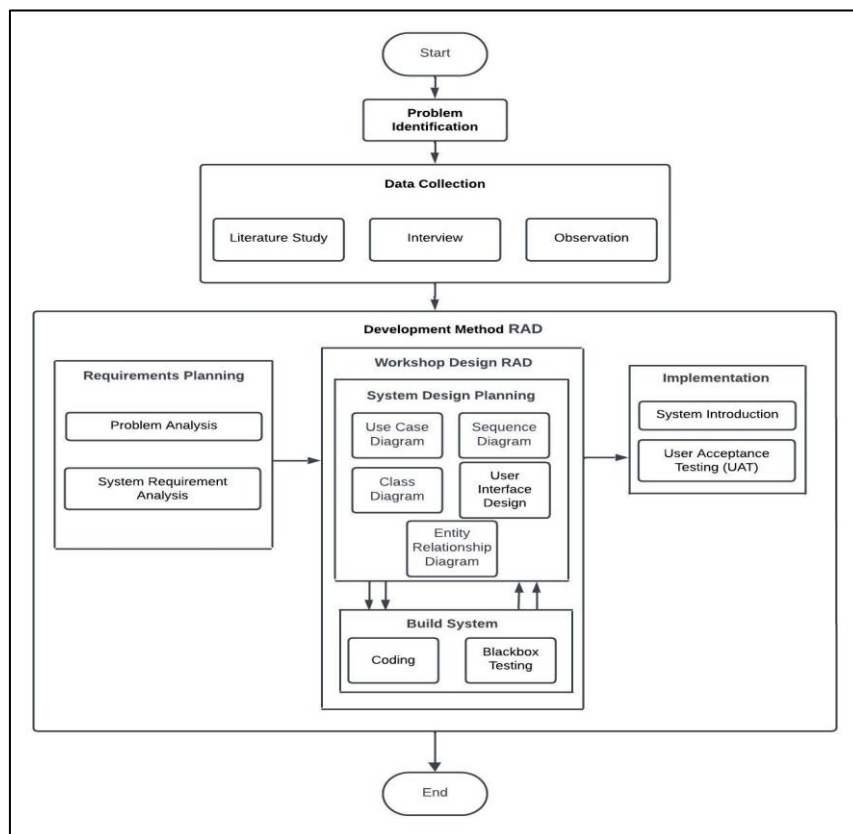 Start
Problem
Identification
Data Collection
Literature Study
Interview
Observation
Development Method RAD
Requirements Planning
Problem Analysis
System Requirement
Analysis
Workshop Design RAD
System Design Planning
Use Case
Diagram
Sequence
Diagram
Class
Diagram
User
Interface
Design
Entity
Relationship
Diagram
Build System
Coding
Blackbox
Testing
Implementation
System Introduction
User Acceptance
Testing (UAT)
End